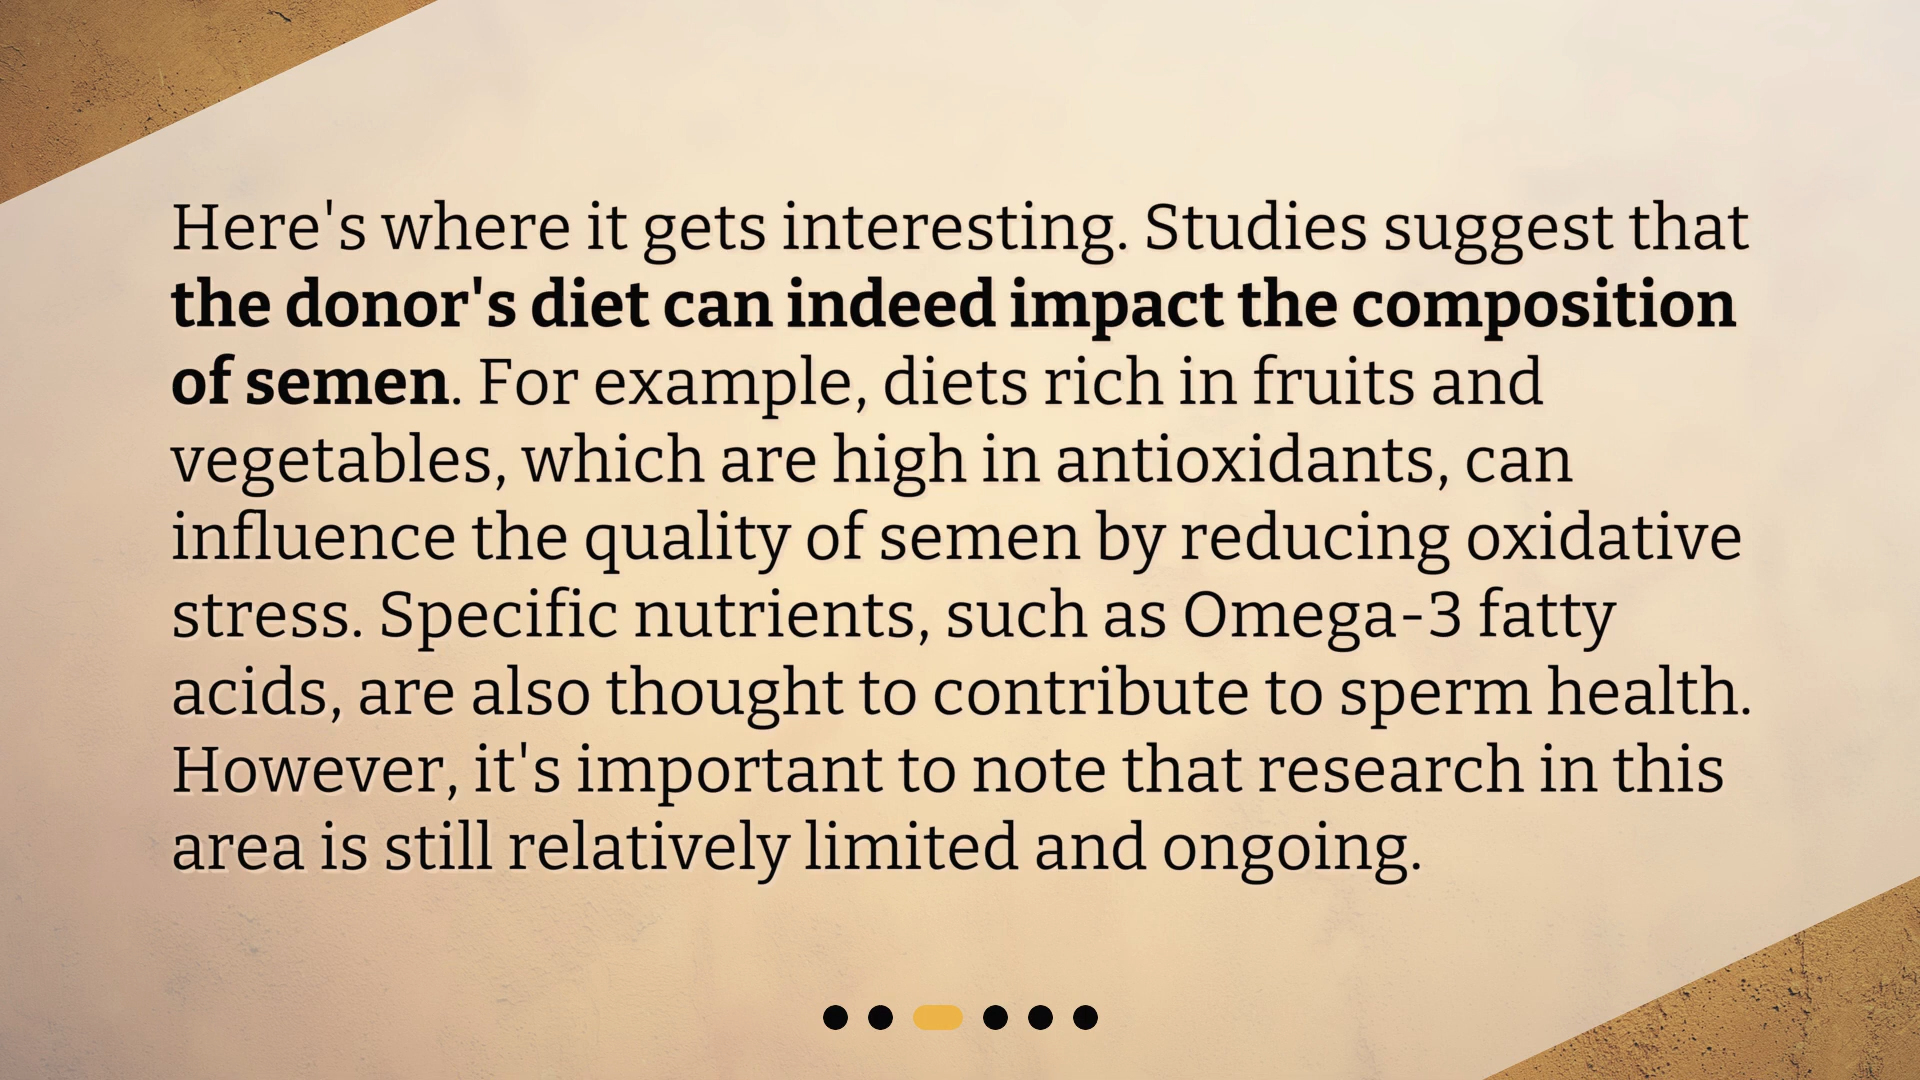 Here's where it gets interesting. Studies suggest that
the donor's diet can indeed impact the composition
of semen. For example, diets rich in fruits and
vegetables, which are high in antioxidants, can
influence the quality of semen by reducing oxidative
stress. Specific nutrients, such as Omega-3 fatty
acids, are also thought to contribute to sperm health.
However, it's important to note that research in this
area is still relatively limited and ongoing.